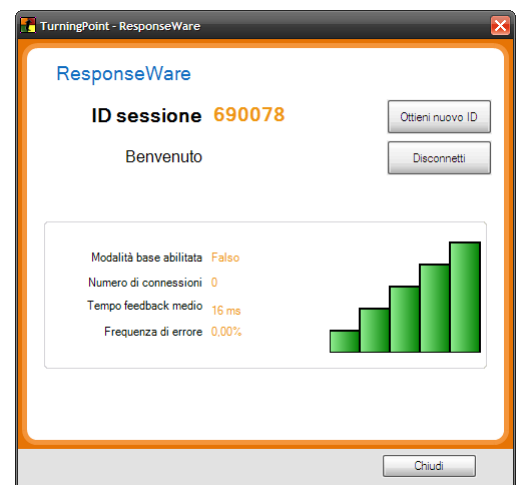 TurningPoint - ResponseWare
ResponseWare
ID sessione 690078
Ottieni nuovo ID
Benvenuto
Disconnetti
Modalità base abilitata Falso
Numero di connessioni 0
Tempo feedback medio 16 ms
Frequenza di errore 0,00%
Chiudi